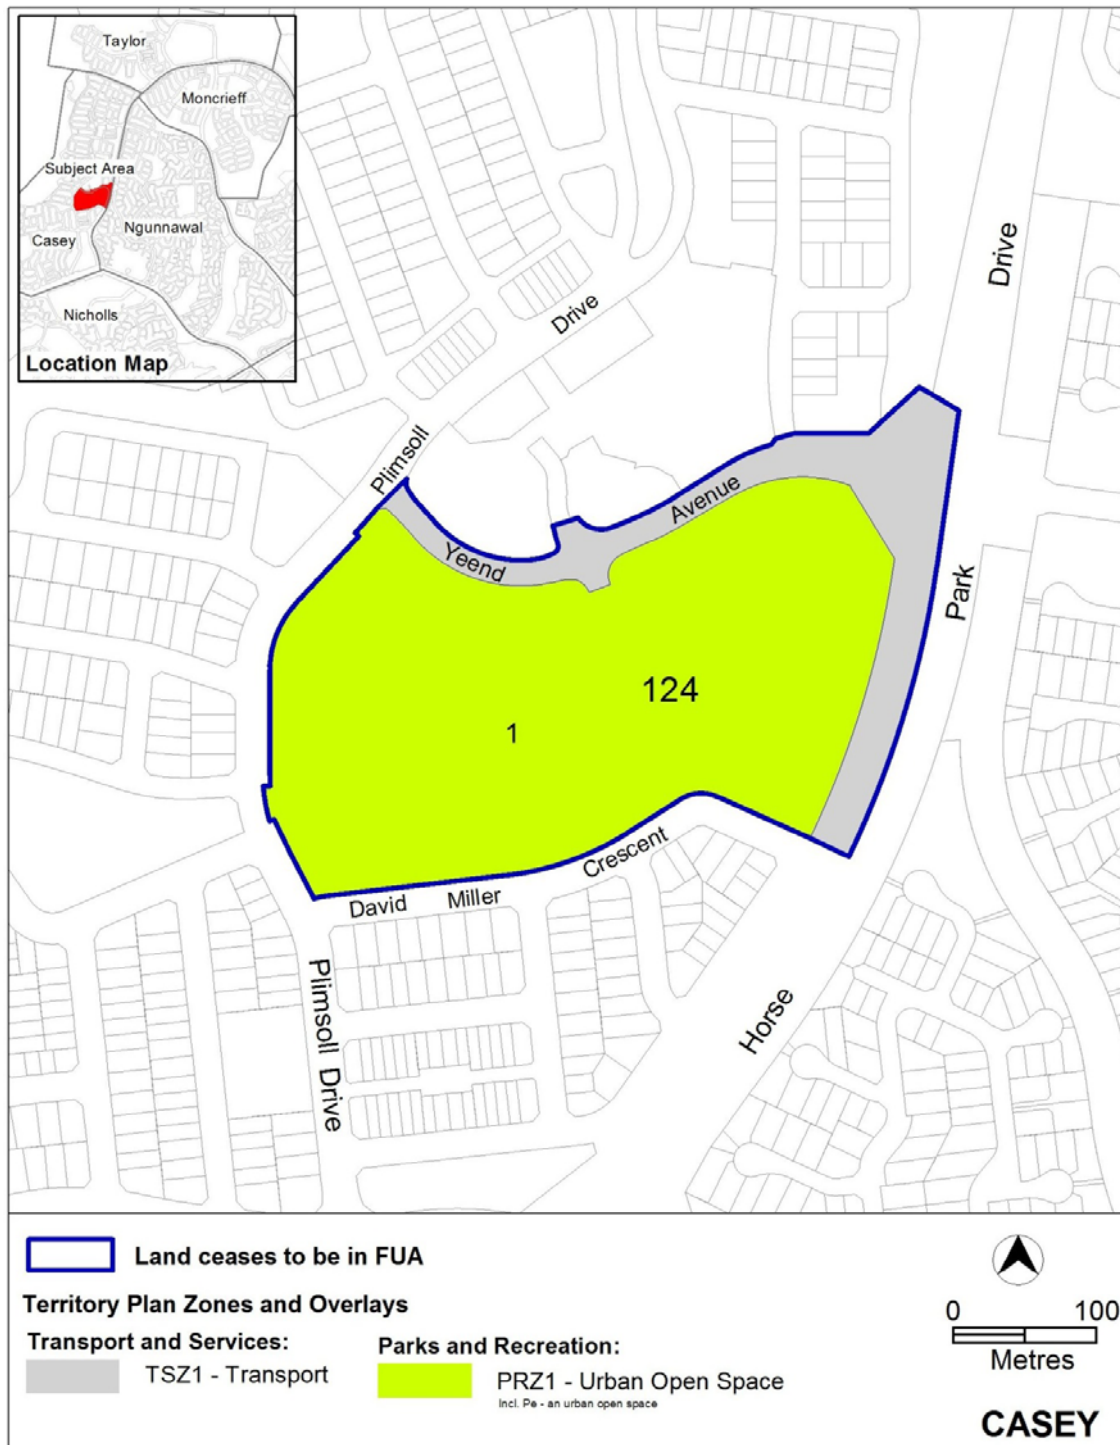 Taylor
Moncrieff
Subject Area
Casey
Ngunnawal
Nicholls
Location Map
Drive
Drive
Plimsoll
Avenue
Yeend
Park
124
1
Crescent
David Miller
Plimsoll Drive
Horse
Land ceases to be in FUA
Territory Plan Zones and Overlays
Transport and Services:
Parks and Recreation:
TSZ1 - Transport
PRZ1 - Urban Open Space
Incl. Pe - an urban open space
0 100
Metres
CASEY